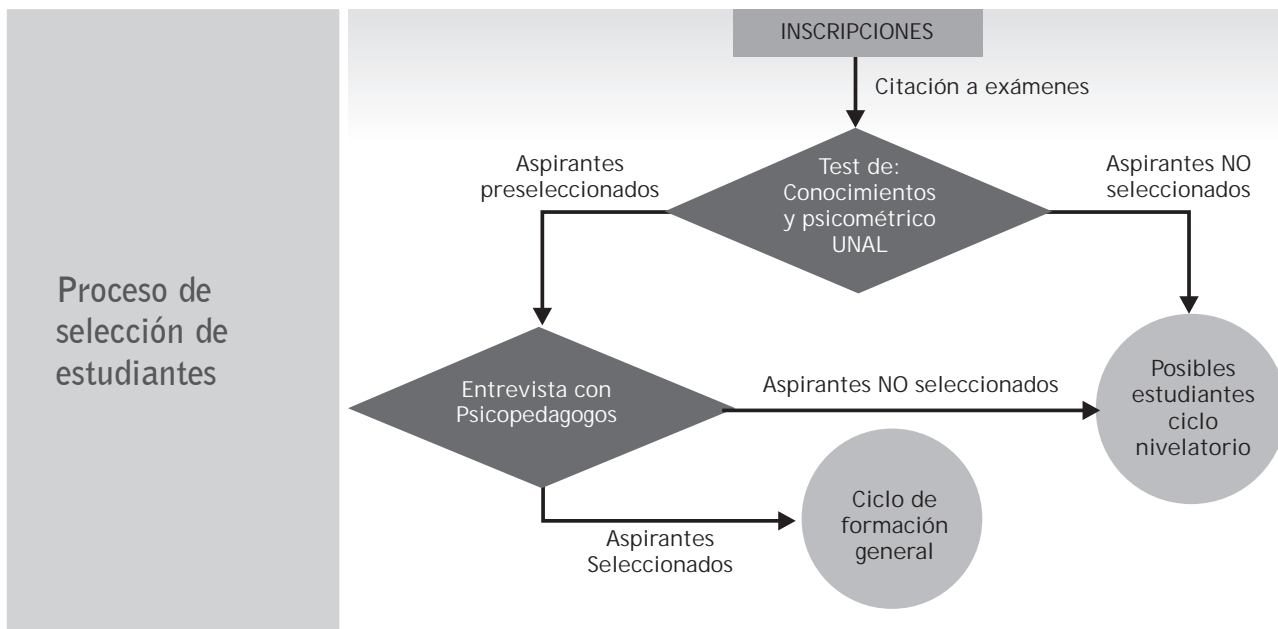 Proceso de
selección de
estudiantes
INSCRIPCIONES
Citación a exámenes
Aspirantes
preseleccionados
Test de:
Conocimientos
y psicométrico
UNAL
Aspirantes NO
seleccionados
Entrevista con
Psicopedagogos
Aspirantes NO seleccionados
Posibles
estudiantes
ciclo
nivelatorio
Aspirantes
Seleccionados
Ciclo de
formación
general